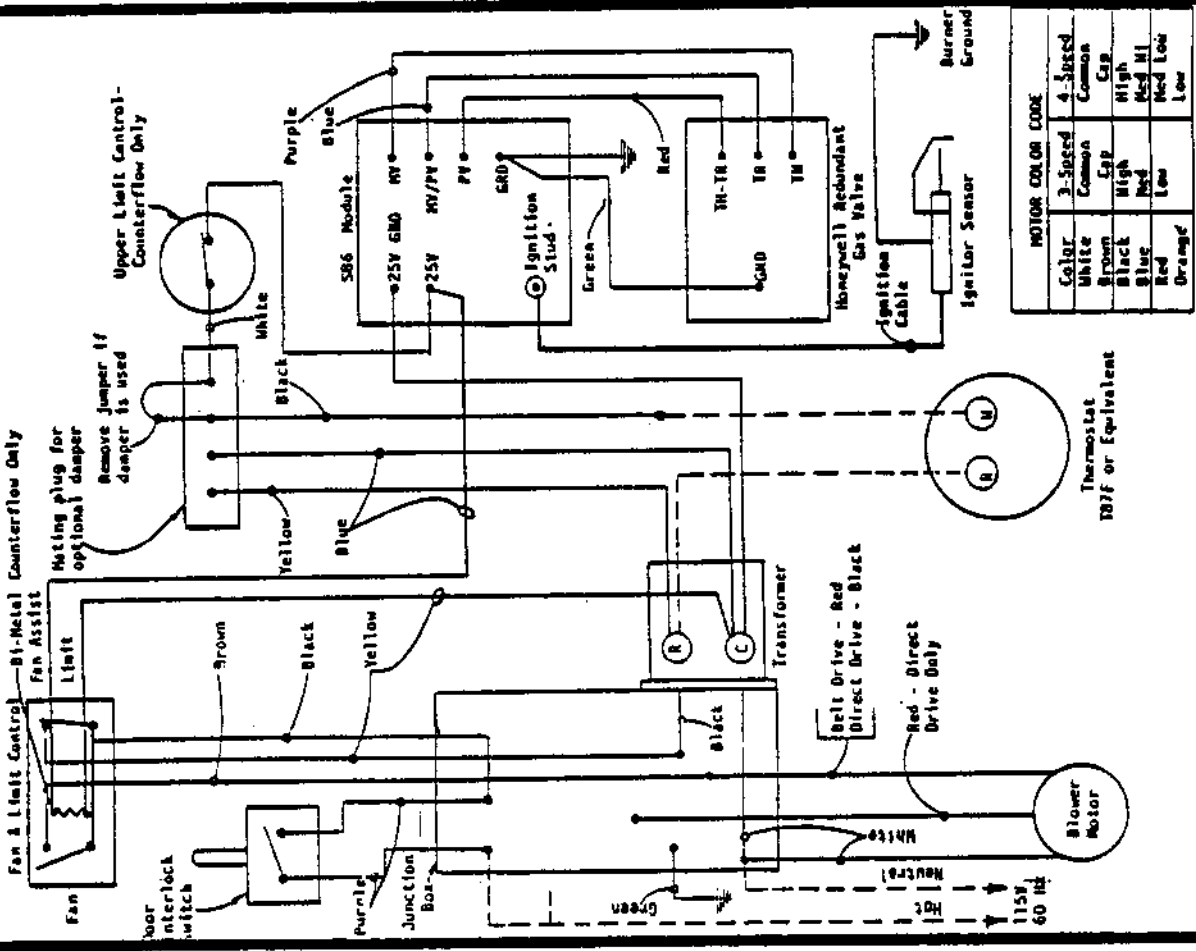 Fan & Limit Control
Bi-Metal Counterflow Only
Fan Assist
Limit
Fan
Door
Interlock
Switch
Purple
Junction
Box
Brown
Black
Yellow
Mating plug for
optional damper
Remove jumper if
damper is used
Yellow
Blue
Black
White
Upper Limit Control-
Counterflow Only
Purple
Blue
S86 Module
25V GND
25V
MV
MV/PV
PV
GRD
Ignition
Stud
Green
Red
TH-TR
TR
TH
GND
Honeywell Redundant
Gas Valve
Ignition
Cable
Ignitor Sensor
Burner
Ground
R
C
Transformer
R
W
Thermostat
T87F or Equivalent
Black
Belt Drive - Red
Direct Drive - Black
Red - Direct
Drive Only
White
Neutral
Hot
Green
115V
60 HZ
Blower
Motor
MOTOR COLOR CODE
Color 3-Speed 4-Speed
White Common Common
Brown Cap Cap
Black High High
Blue Med Med HI
Red Low Med Low
Orange Low